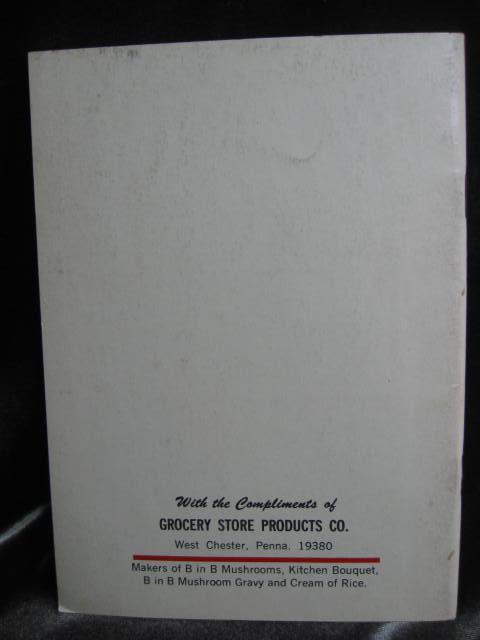 With the Compliments of
GROCERY STORE PRODUCTS CO.
West Chester, Penna. 19380
Makers of B in B Mushrooms, Kitchen Bouquet,
B in B Mushroom Gravy and Cream of Rice.